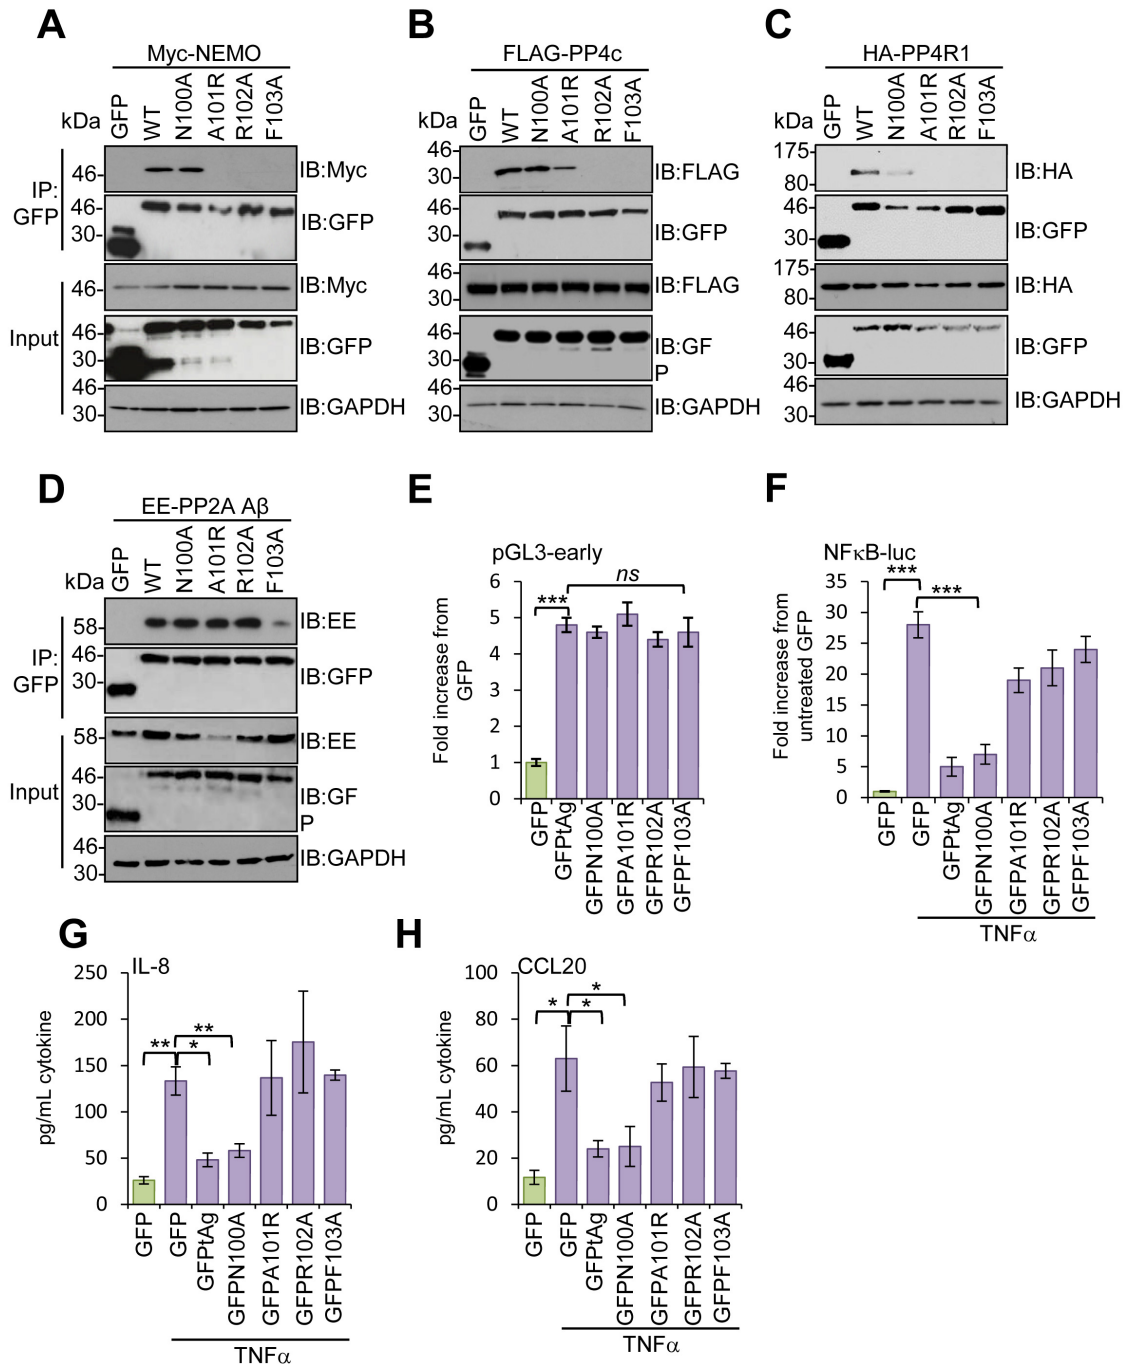 A
Myc-NEMO
kDa
GFP
WT
N100A
A101R
R102A
F103A
IP:
GFP
46-
IB:Myc
46-
30-
IB:GFP
Input
46-
IB:Myc
46-
30-
IB:GFP
46-
30-
IB:GAPDH
B
FLAG-PP4c
kDa
GFP
WT
N100A
A101R
R102A
F103A
46-
30-
IB:FLAG
46-
30-
IB:GFP
46-
30-
IB:FLAG
46-
30-
IB:GF
P
46-
30-
IB:GAPDH
C
HA-PP4R1
kDa
GFP
WT
N100A
A101R
R102A
F103A
175-
80-
IB:HA
46-
30-
IB:GFP
175-
80-
IB:HA
46-
30-
IB:GFP
46-
30-
IB:GAPDH
D
EE-PP2A Aβ
kDa
GFP
WT
N100A
A101R
R102A
F103A
IP:
GFP
58-
IB:EE
46-
30-
IB:GFP
Input
58-
IB:EE
46-
30-
IB:GF
P
46-
30-
IB:GAPDH
E
pGL3-early
Fold increase from
GFP
6
5
4
3
2
1
0
***
ns
GFP
GFPtAg
GFPN100A
GFPA101R
GFPR102A
GFPF103A
F
NFκB-luc
Fold increase from
untreated GFP
35
30
25
20
15
10
5
0
***
***
GFP
GFP
GFPtAg
GFPN100A
GFPA101R
GFPR102A
GFPF103A
TNFα
G
IL-8
pg/mL cytokine
250
200
150
100
50
0
**
**
*
GFP
GFP
GFPtAg
GFPN100A
GFPA101R
GFPR102A
GFPF103A
TNFα
H
CCL20
pg/mL cytokine
100
80
60
40
20
0
*
*
*
GFP
GFP
GFPtAg
GFPN100A
GFPA101R
GFPR102A
GFPF103A
TNFα